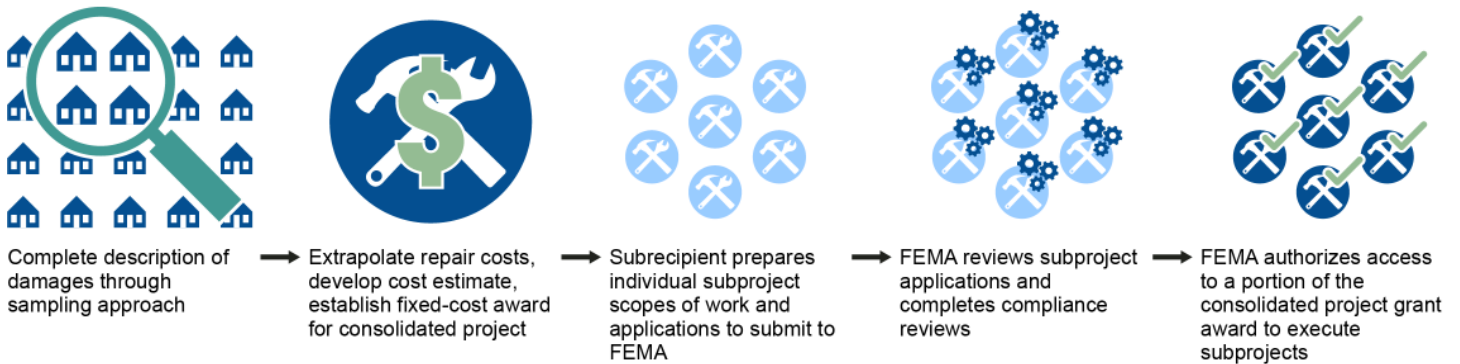 Complete description of
damages through
sampling approach
Extrapolate repair costs,
develop cost estimate,
establish fixed-cost award
for consolidated project
Subrecipient prepares
individual subproject
scopes of work and
applications to submit to
FEMA
FEMA reviews subproject
applications and
completes compliance
reviews
FEMA authorizes access
to a portion of the
consolidated project grant
award to execute
subprojects